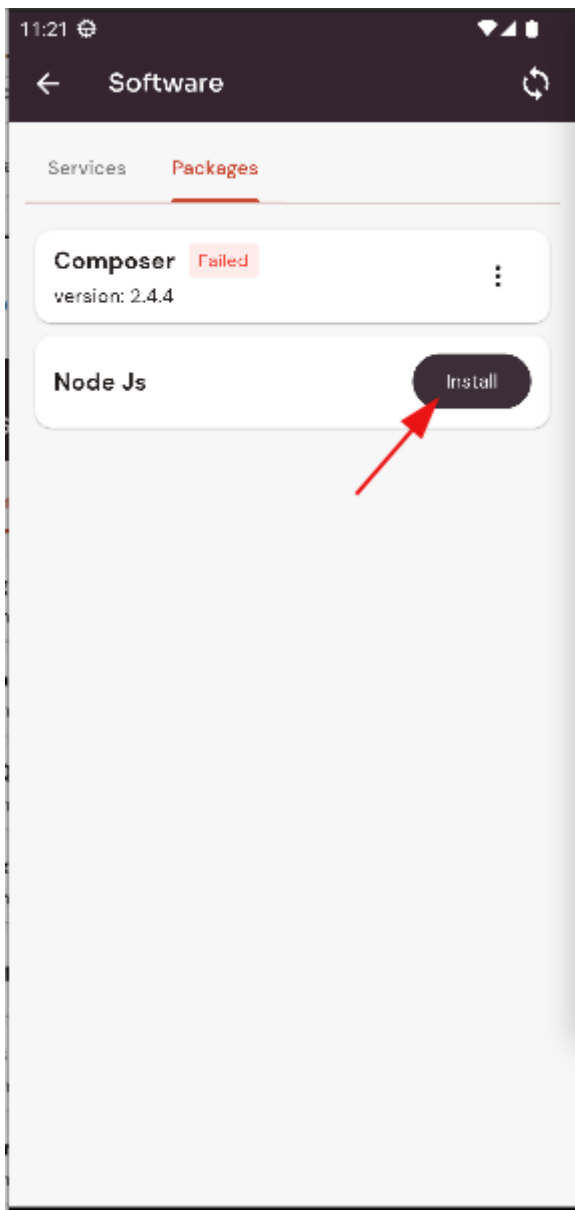 11:21
Software
Services Packages
Composer Failed
version: 2.4.4
Node Js Install